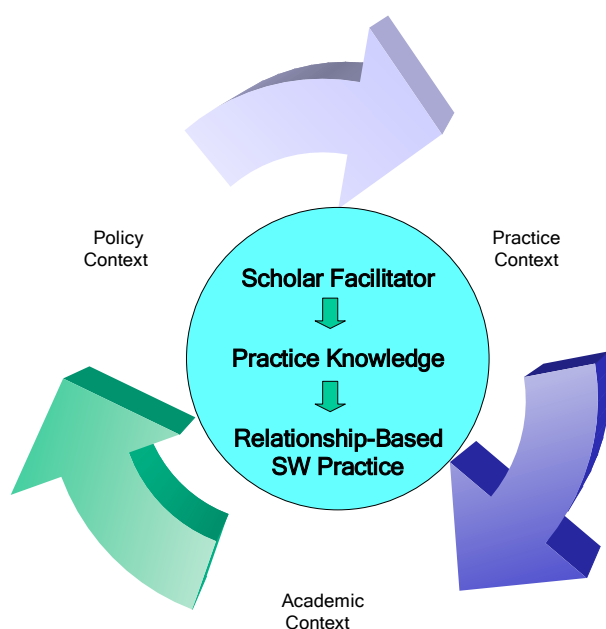 Policy
Context
Practice
Context
Scholar Facilitator
Practice Knowledge
Relationship-Based
SW Practice
Academic
Context